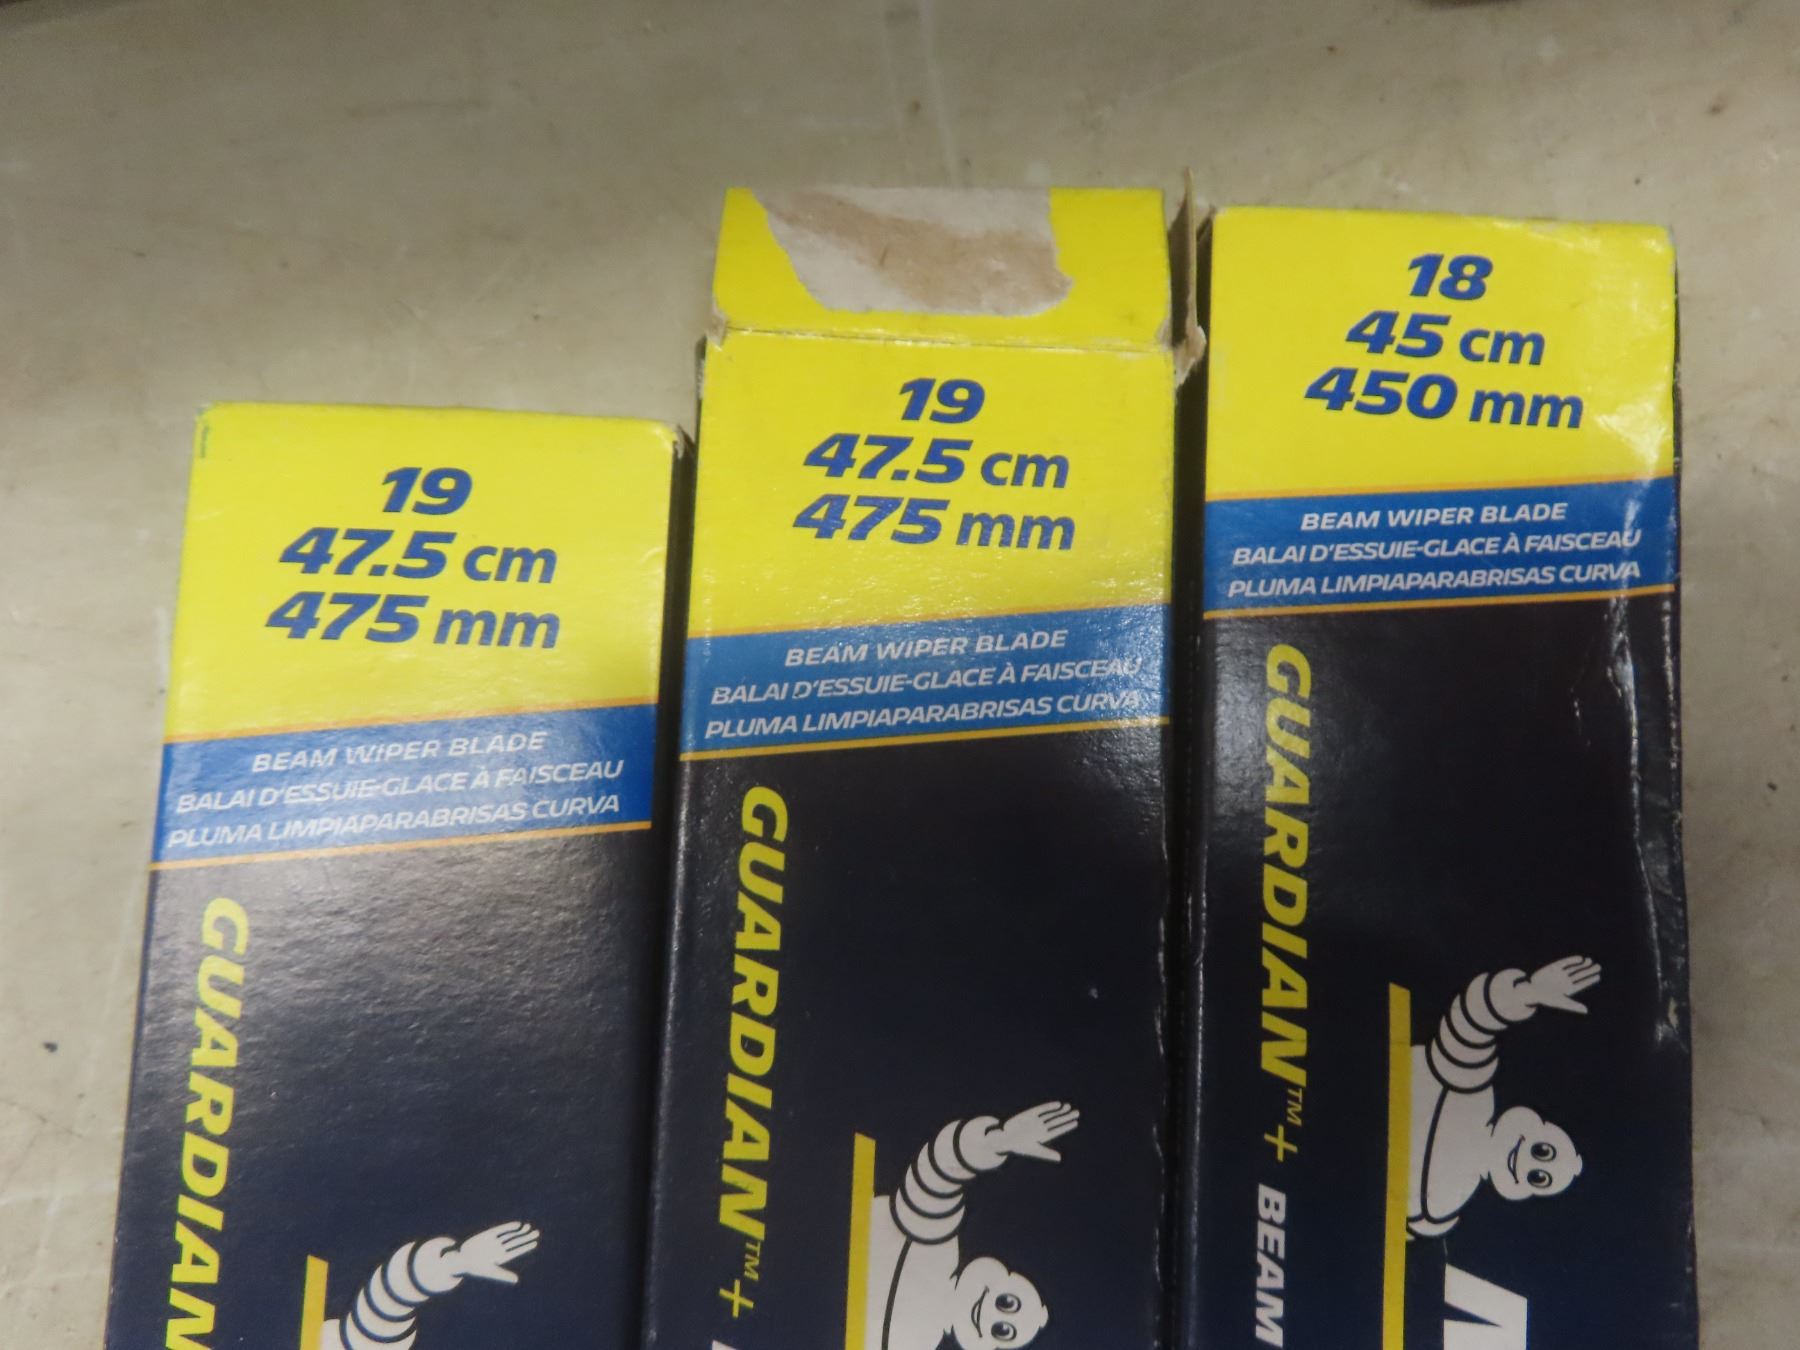 19
47.5 cm
475 mm
BEAM WIPER BLADE
BALAI D'ESSUIE-GLACE À FAISCEAU
PLUMA LIMPIAPARABRISAS CURVA
GUARDIAN
19
47.5 cm
475 mm
BEAM WIPER BLADE
BALAI D'ESSUIE-GLACE À FAISCEAU
PLUMA LIMPIAPARABRISAS CURVA
GUARDIAN™+
18
45 cm
450 mm
BEAM WIPER BLADE
BALAI D'ESSUIE-GLACE À FAISCEAU
PLUMA LIMPIAPARABRISAS CURVA
GUARDIAN™+ BEAM